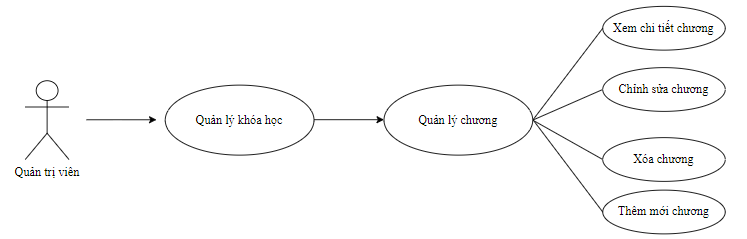 Xem chi tiết chương
Chỉnh sửa chương
Quản lý khóa học
Quản lý chương
Xóa chương
Quản trị viên
Thêm mới chương